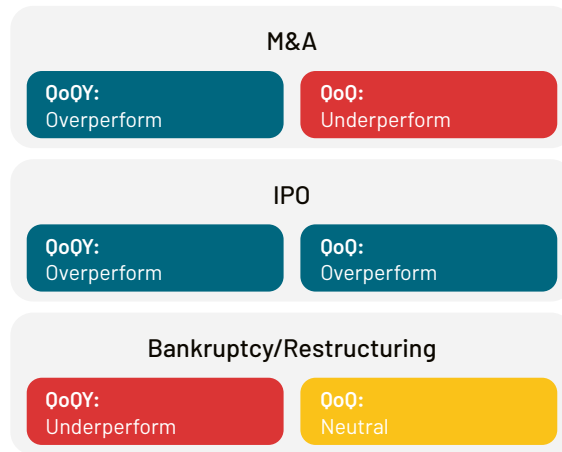 M&A
QoQY:
Overperform
QoQ:
Underperform
IPO
QoQY:
Overperform
QoQ:
Overperform
Bankruptcy/Restructuring
QoQY:
Underperform
QoQ:
Neutral